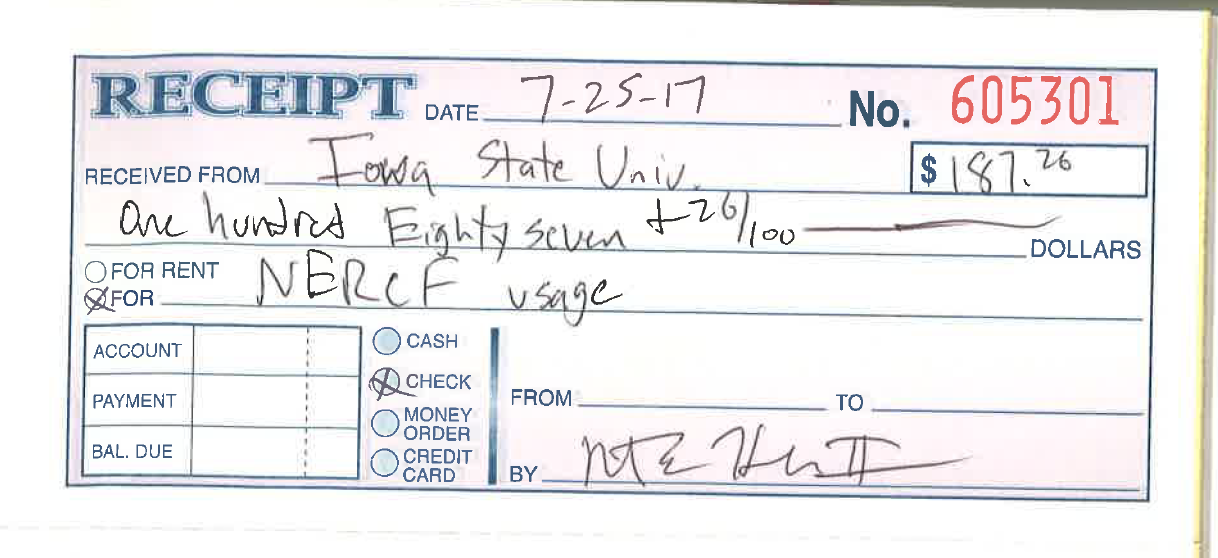 RECEIPT DATE 7-25-17 No. 605301
RECEIVED FROM Iowa State Univ. $ 187.26
One hundred Eighty seven + 26/100 DOLLARS
FOR RENT
FOR NERCF usage
ACCOUNT
PAYMENT
BAL. DUE
CASH
CHECK
MONEY ORDER
CREDIT CARD
FROM TO
BY